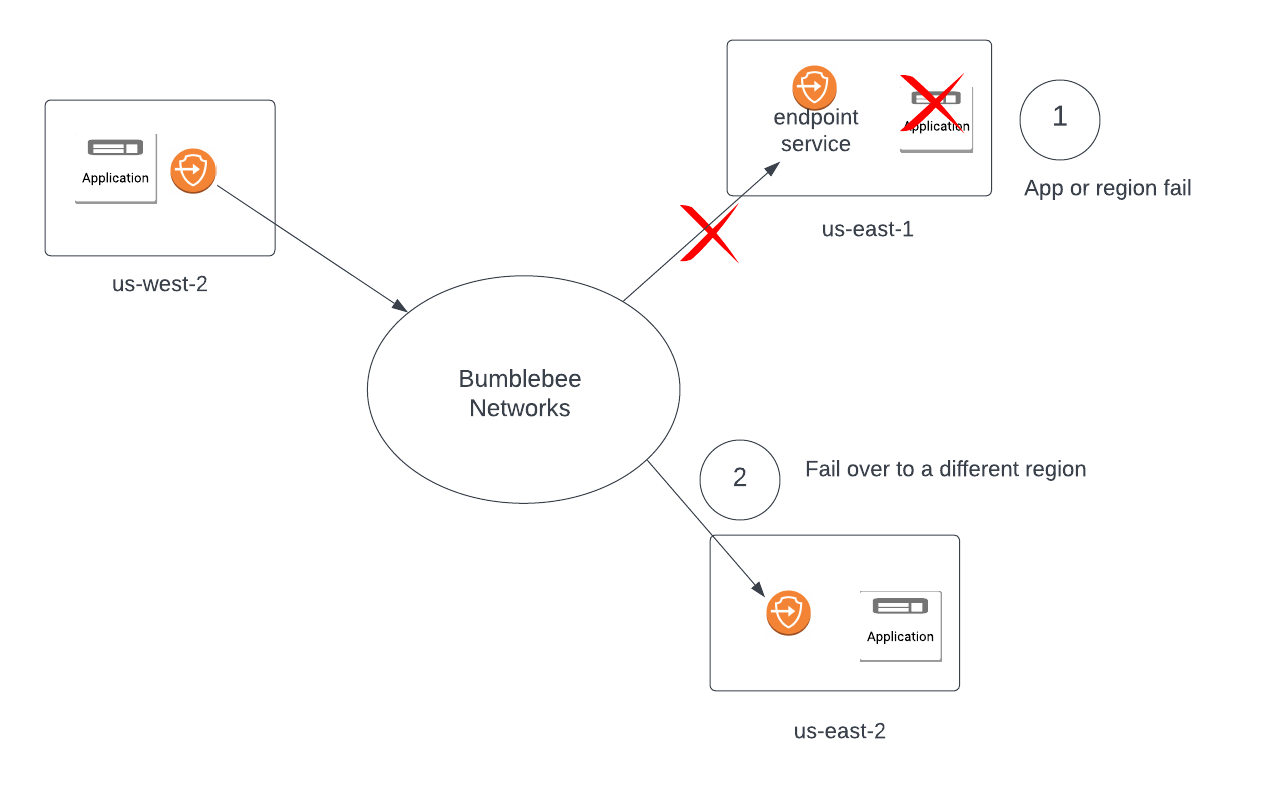 Application
us-west-2
endpoint
service
Application
us-east-1
1
App or region fail
Bumblebee
Networks
2
Fail over to a different region
Application
us-east-2